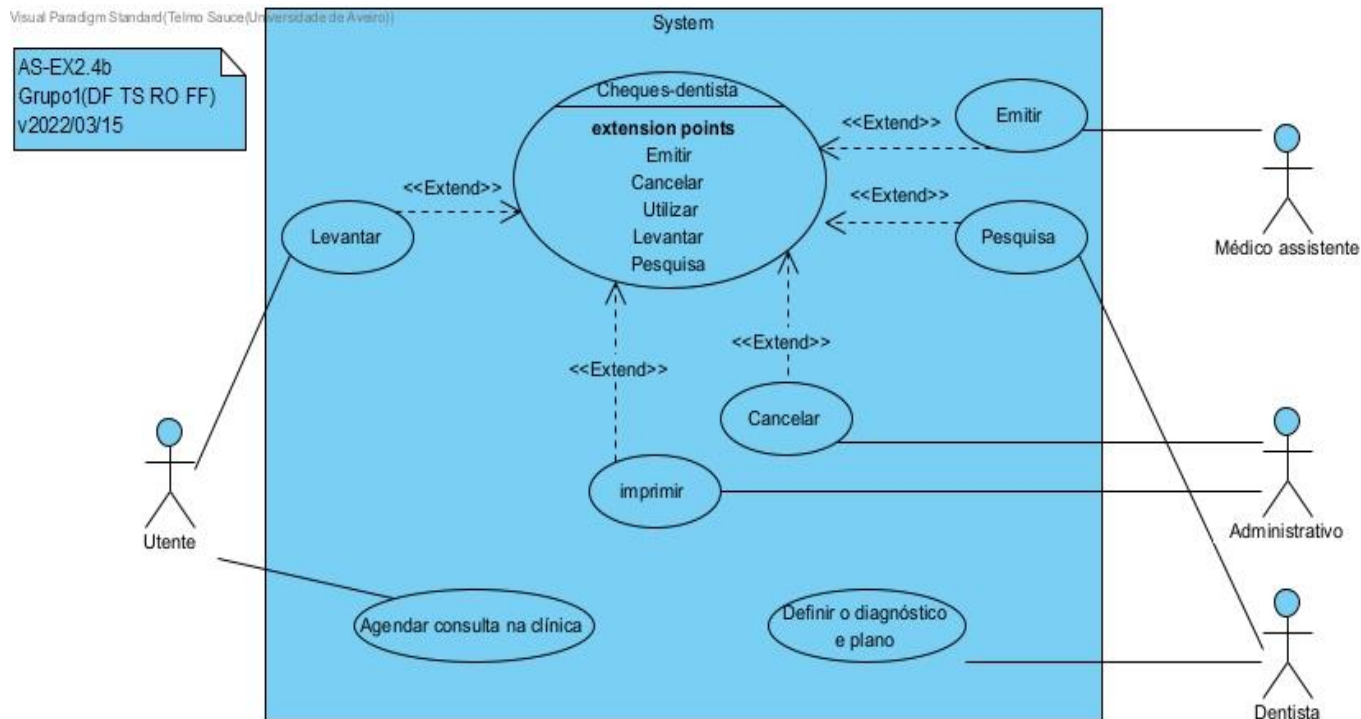 Visual Paradigm Standard(Telmo Sauce(Universidade de Aveiro))
System
AS-EX2.4b
Grupo1(DF TS RO FF)
v2022/03/15
Cheques-dentista
extension points
Emitir
Cancelar
Utilizar
Levantar
Pesquisa
<<Extend>>
Emitir
<<Extend>>
Pesquisa
<<Extend>>
Levantar
Médico assistente
<<Extend>>
<<Extend>>
Cancelar
imprimir
Utente
Administrativo
Agendar consulta na clínica
Definir o diagnóstico
e plano
Dentista